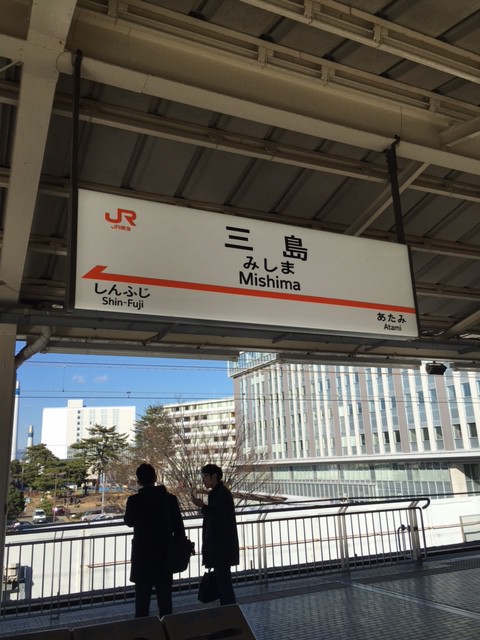 JR
JR東海
三島
みしま
Mishima
しんふじ
Shin-Fuji
あたみ
Atami